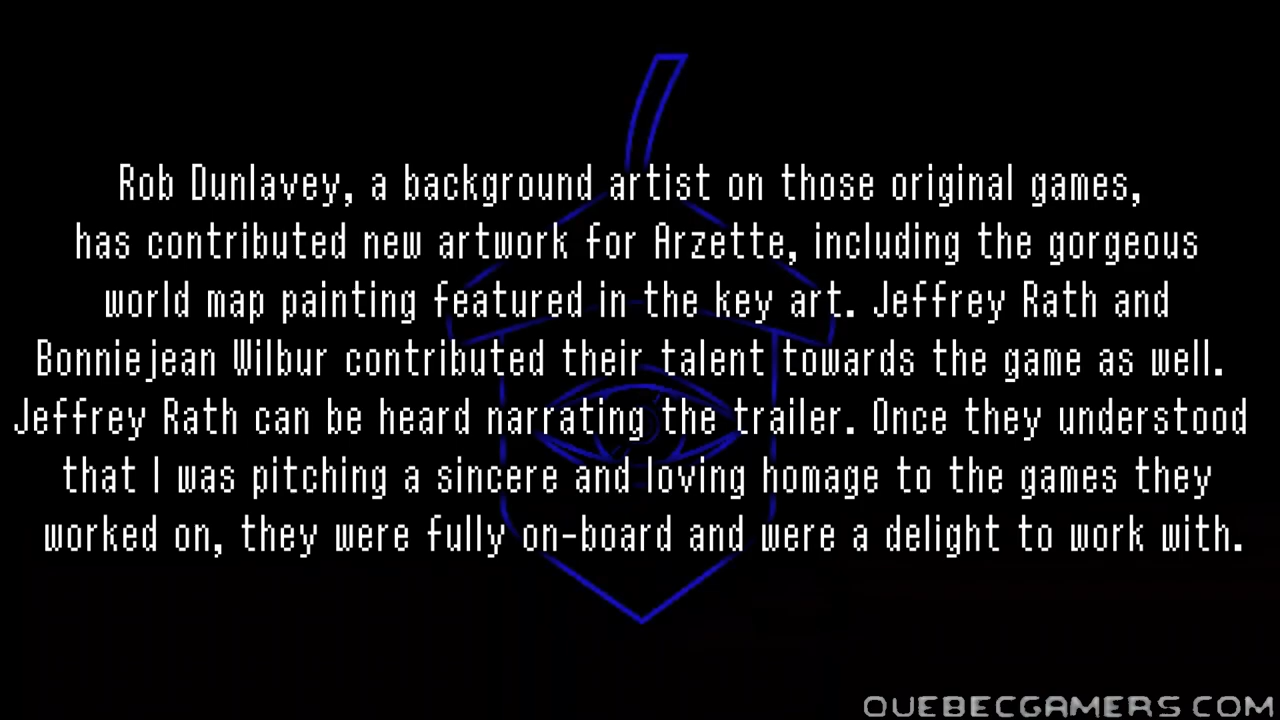 Rob Dunlavey, a background artist on those original games,
has contributed new artwork for Arzette, including the gorgeous
world map painting featured in the key art. Jeffrey Rath and
Bonniejean Wilbur contributed their talent towards the game as well.
Jeffrey Rath can be heard narrating the trailer. Once they understood
that I was pitching a sincere and loving homage to the games they
worked on, they were fully on-board and were a delight to work with.
QUEBECGAMERS.COM